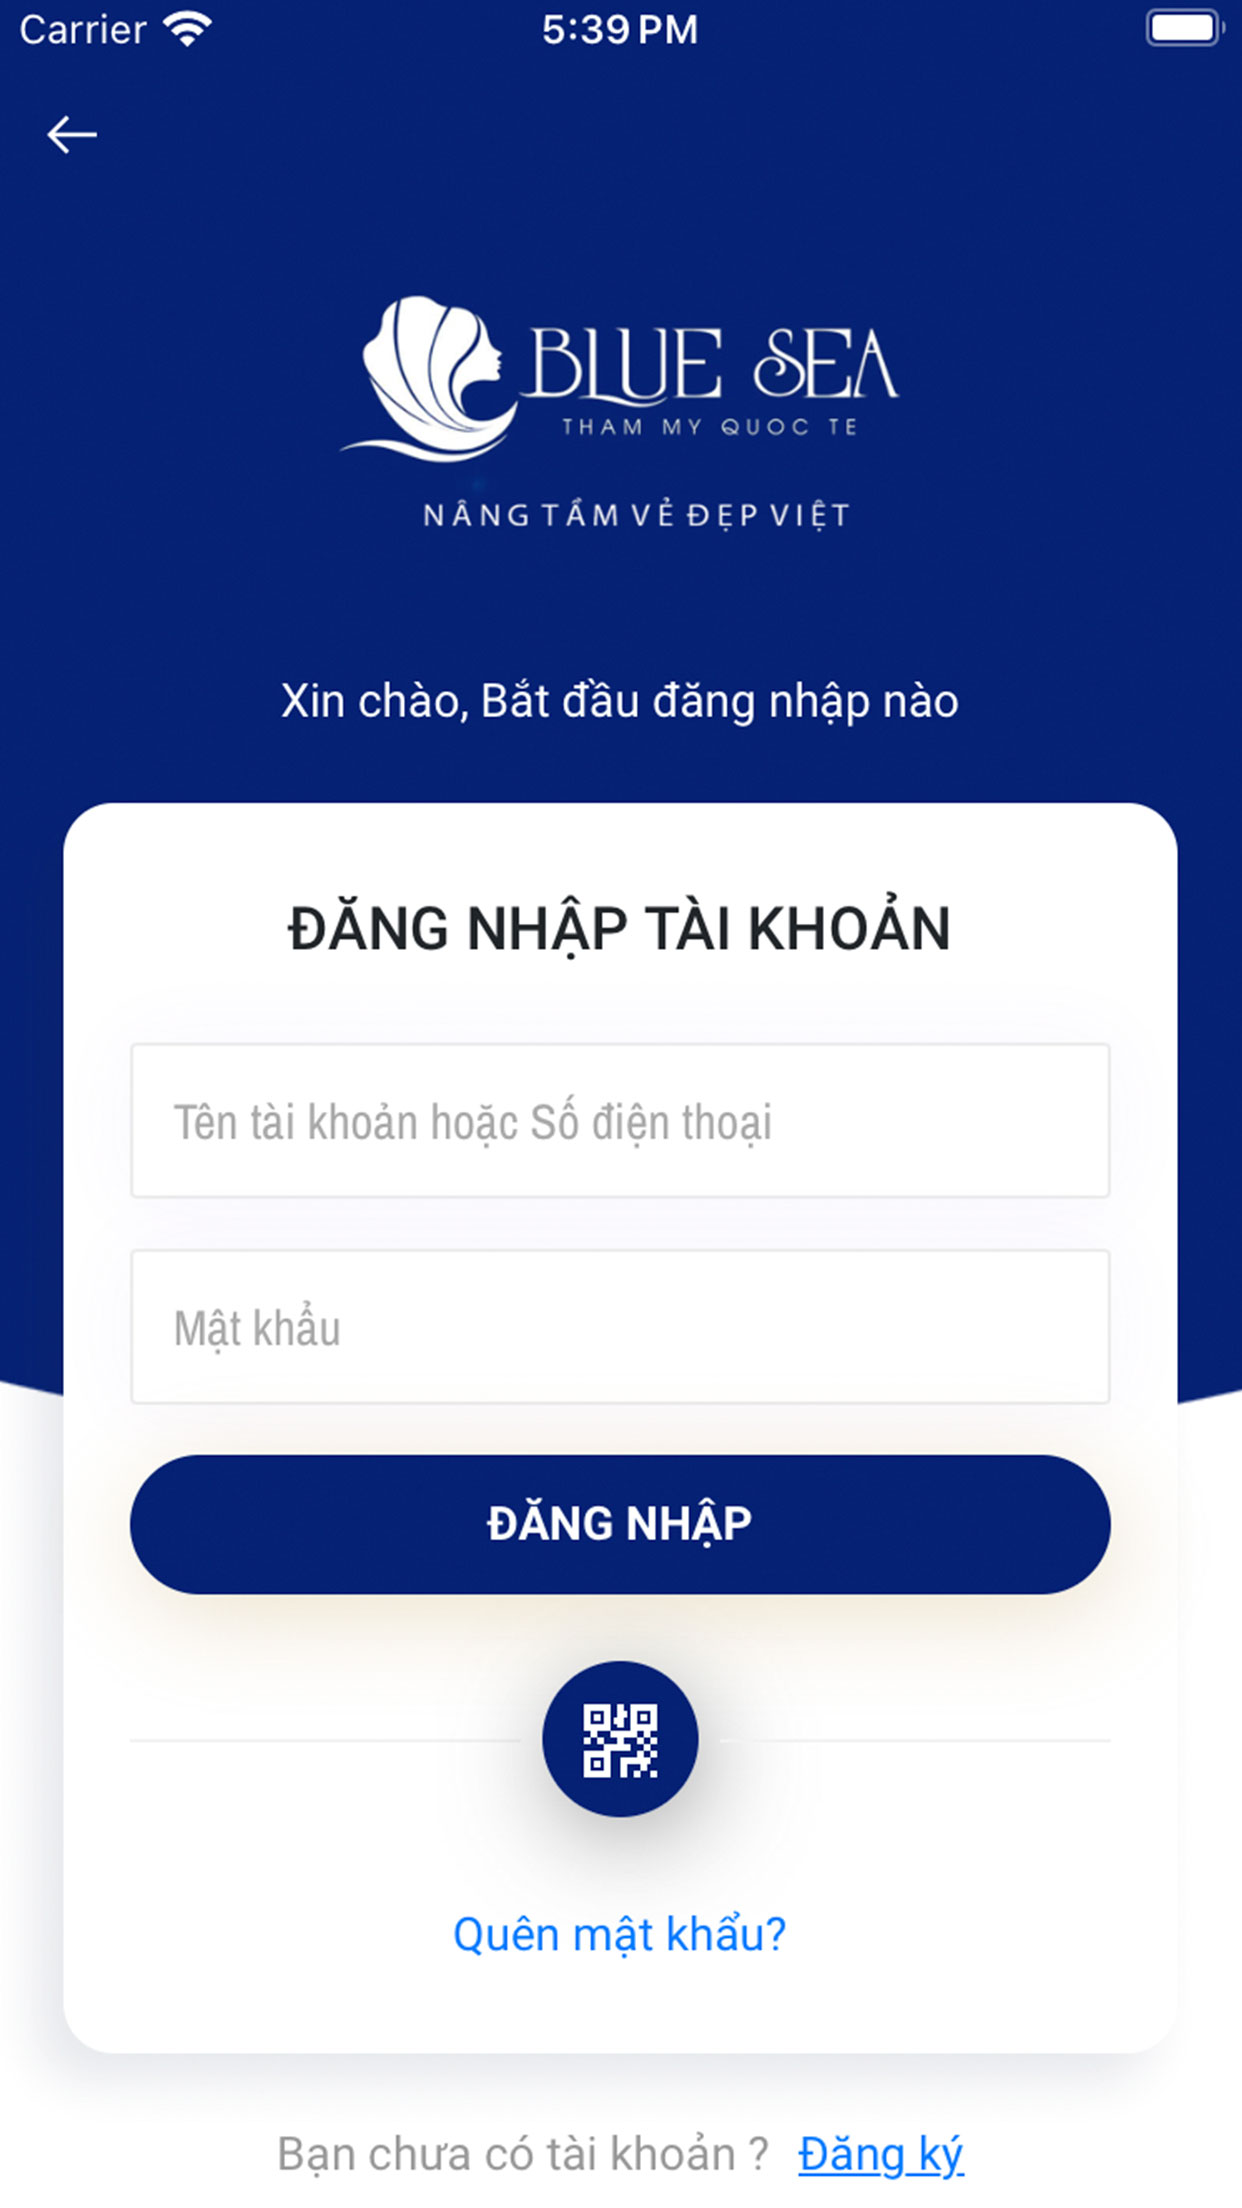 Carrier 5:39 PM
BLUE SEA
THAM MY QUOC TE
NÂNG TẦM VẺ ĐẸP VIỆT
Xin chào, Bắt đầu đăng nhập nào
ĐĂNG NHẬP TÀI KHOẢN
Tên tài khoản hoặc Số điện thoại
Mật khẩu
ĐĂNG NHẬP
Quên mật khẩu?
Bạn chưa có tài khoản ? Đăng ký